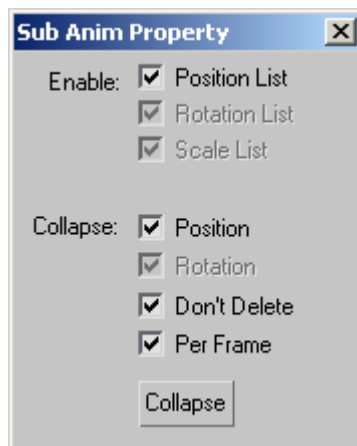 Sub Anim Property
Enable: Position List
Rotation List
Scale List
Collapse: Position
Rotation
Don't Delete
Per Frame
Collapse